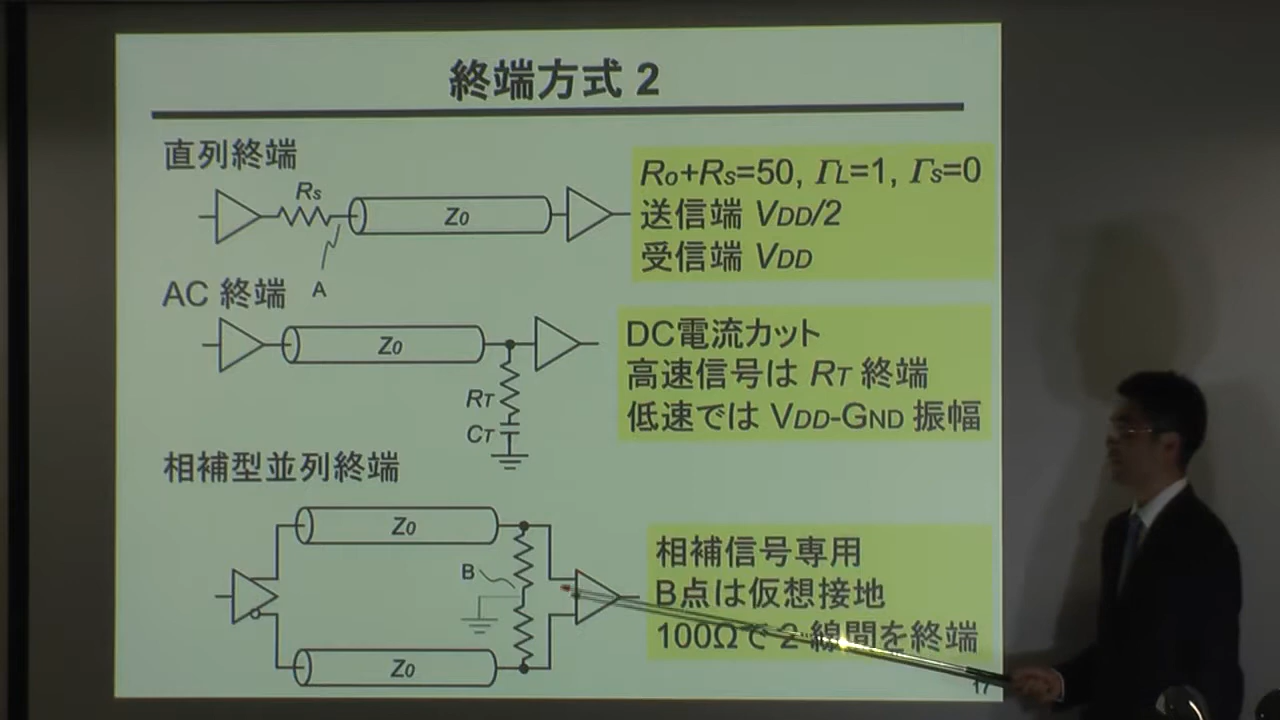 終端方式 2
直列終端
Rs
Z0
A
Ro+Rs=50, ΓL=1, Γs=0
送信端 VDD/2
受信端 VDD
AC 終端
Z0
RT
CT
DC電流カット
高速信号は RT 終端
低速では VDD-GND 振幅
相補型並列終端
Z0
B
Z0
相補信号専用
B点は仮想接地
100Ωで 2 線間を終端
17